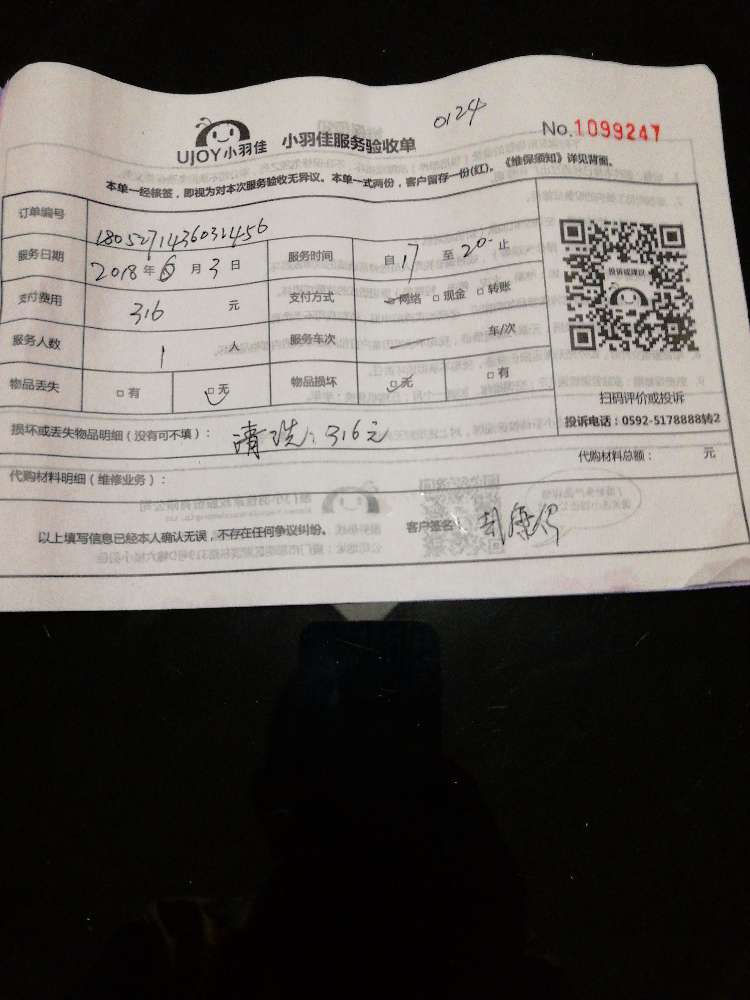 UJOY小羽佳 小羽佳服务验收单 0124 No.1099247
本单一经核签，即视为对本次服务验收无异议。本单一式两份，客户留存一份(红)。《维保须知》详见背面。
订单编号 1805271436031456
服务日期 2018年6月3日 服务时间 自17至20止
支付费用 316元 支付方式 网络 □现金 □转账
服务人数 1人 服务车次 车/次
物品丢失 □有 □无 物品损坏 □无 □有
投诉或建议
扫码评价或投诉
投诉电话：0592-5178888转2
损坏或丢失物品明细（没有可不填）： 清洗：316元
代购材料明细（维修业务）： 代购材料总额： 元
以上填写信息已经本人确认无误，不存在任何争议纠纷。 客户签名：